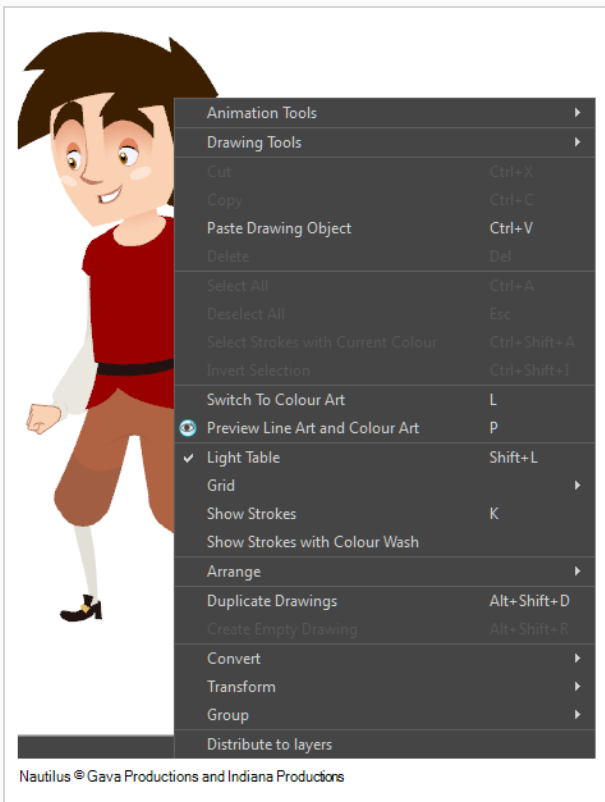 Animation Tools
Drawing Tools
Cut Ctrl+X
Copy Ctrl+C
Paste Drawing Object Ctrl+V
Delete Del
Select All Ctrl+A
Deselect All Esc
Select Strokes with Current Colour Ctrl+Shift+A
Invert Selection Ctrl+Shift+I
Switch To Colour Art L
Preview Line Art and Colour Art P
Light Table Shift+L
Grid
Show Strokes K
Show Strokes with Colour Wash
Arrange
Duplicate Drawings Alt+Shift+D
Create Empty Drawing Alt+Shift+R
Convert
Transform
Group
Distribute to layers
Nautilus © Gava Productions and Indiana Productions